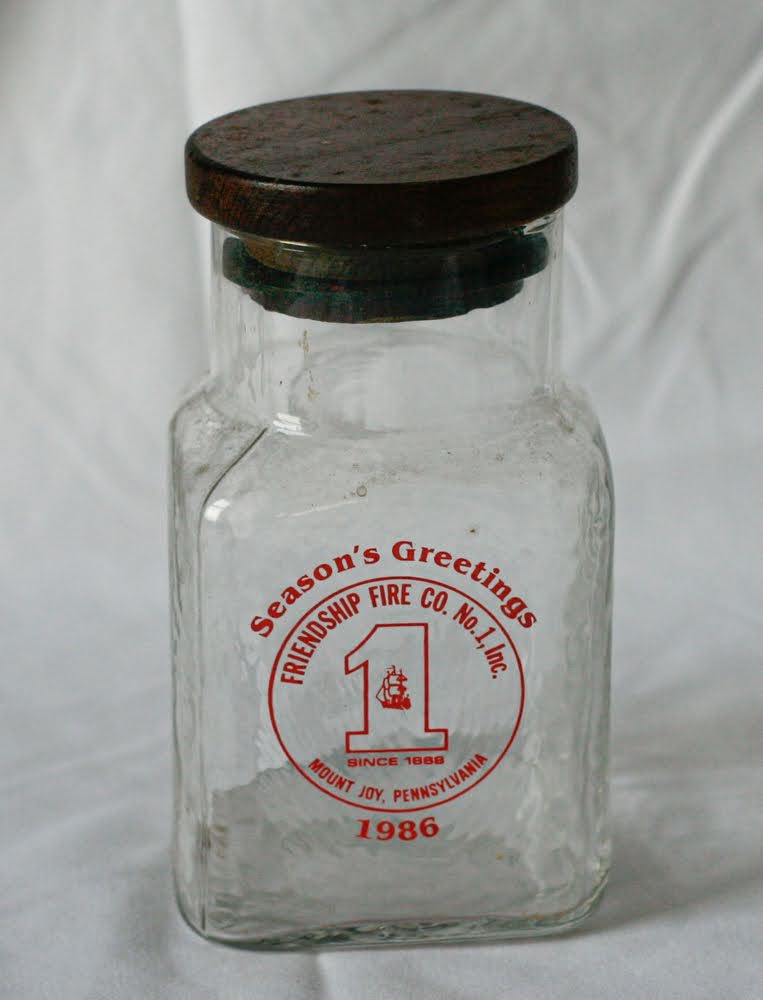 Season's Greetings
FRIENDSHIP FIRE CO. No. 1, Inc.
1
SINCE 1888
MOUNT JOY, PENNSYLVANIA
1986